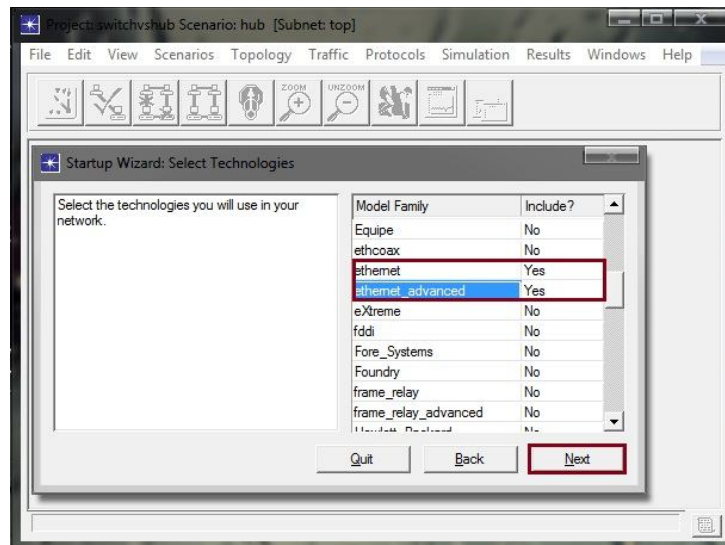 Project: switchvshub Scenario: hub [Subnet: top]
File Edit View Scenarios Topology Traffic Protocols Simulation Results Windows Help
ZOOM UNZOOM
Startup Wizard: Select Technologies
Select the technologies you will use in your
network.
Model Family Include?
Equipe No
ethcoax No
ethernet Yes
ethernet_advanced Yes
eXtreme No
fddi No
Fore_Systems No
Foundry No
frame_relay No
frame_relay_advanced No
Quit Back Next